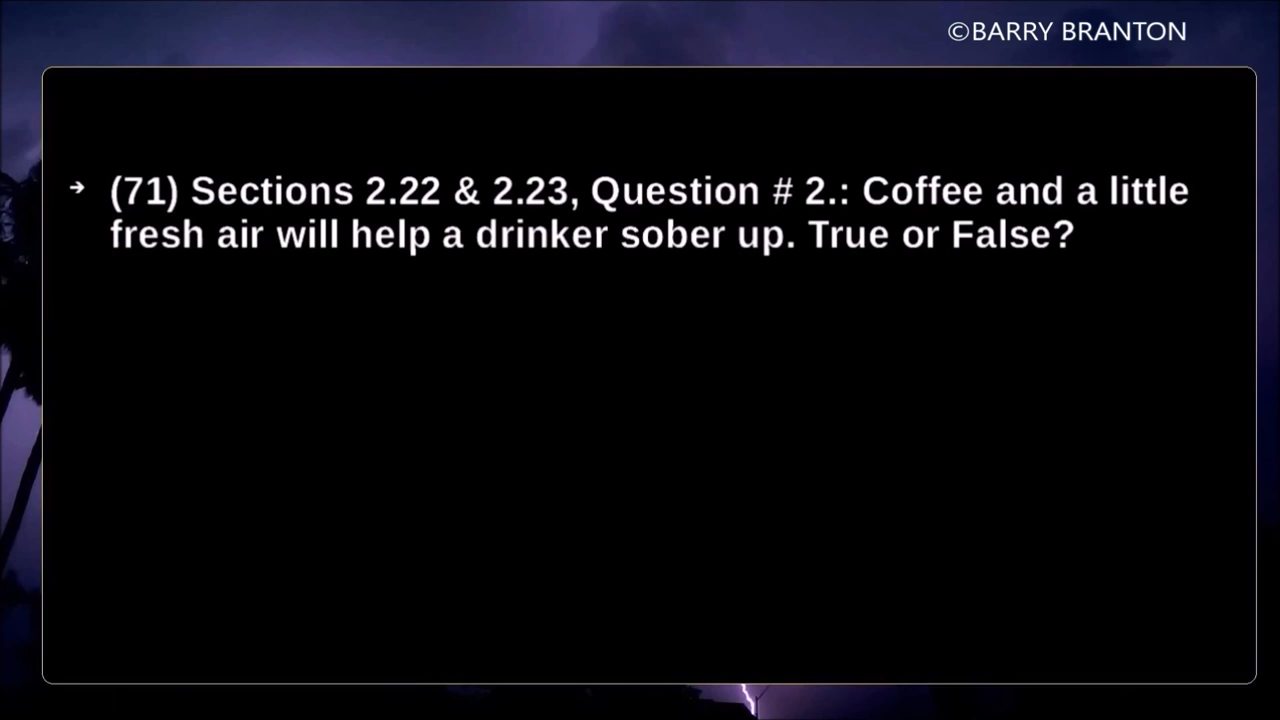 ©BARRY BRANTON
➔ (71) Sections 2.22 & 2.23, Question # 2.: Coffee and a little
fresh air will help a drinker sober up. True or False?